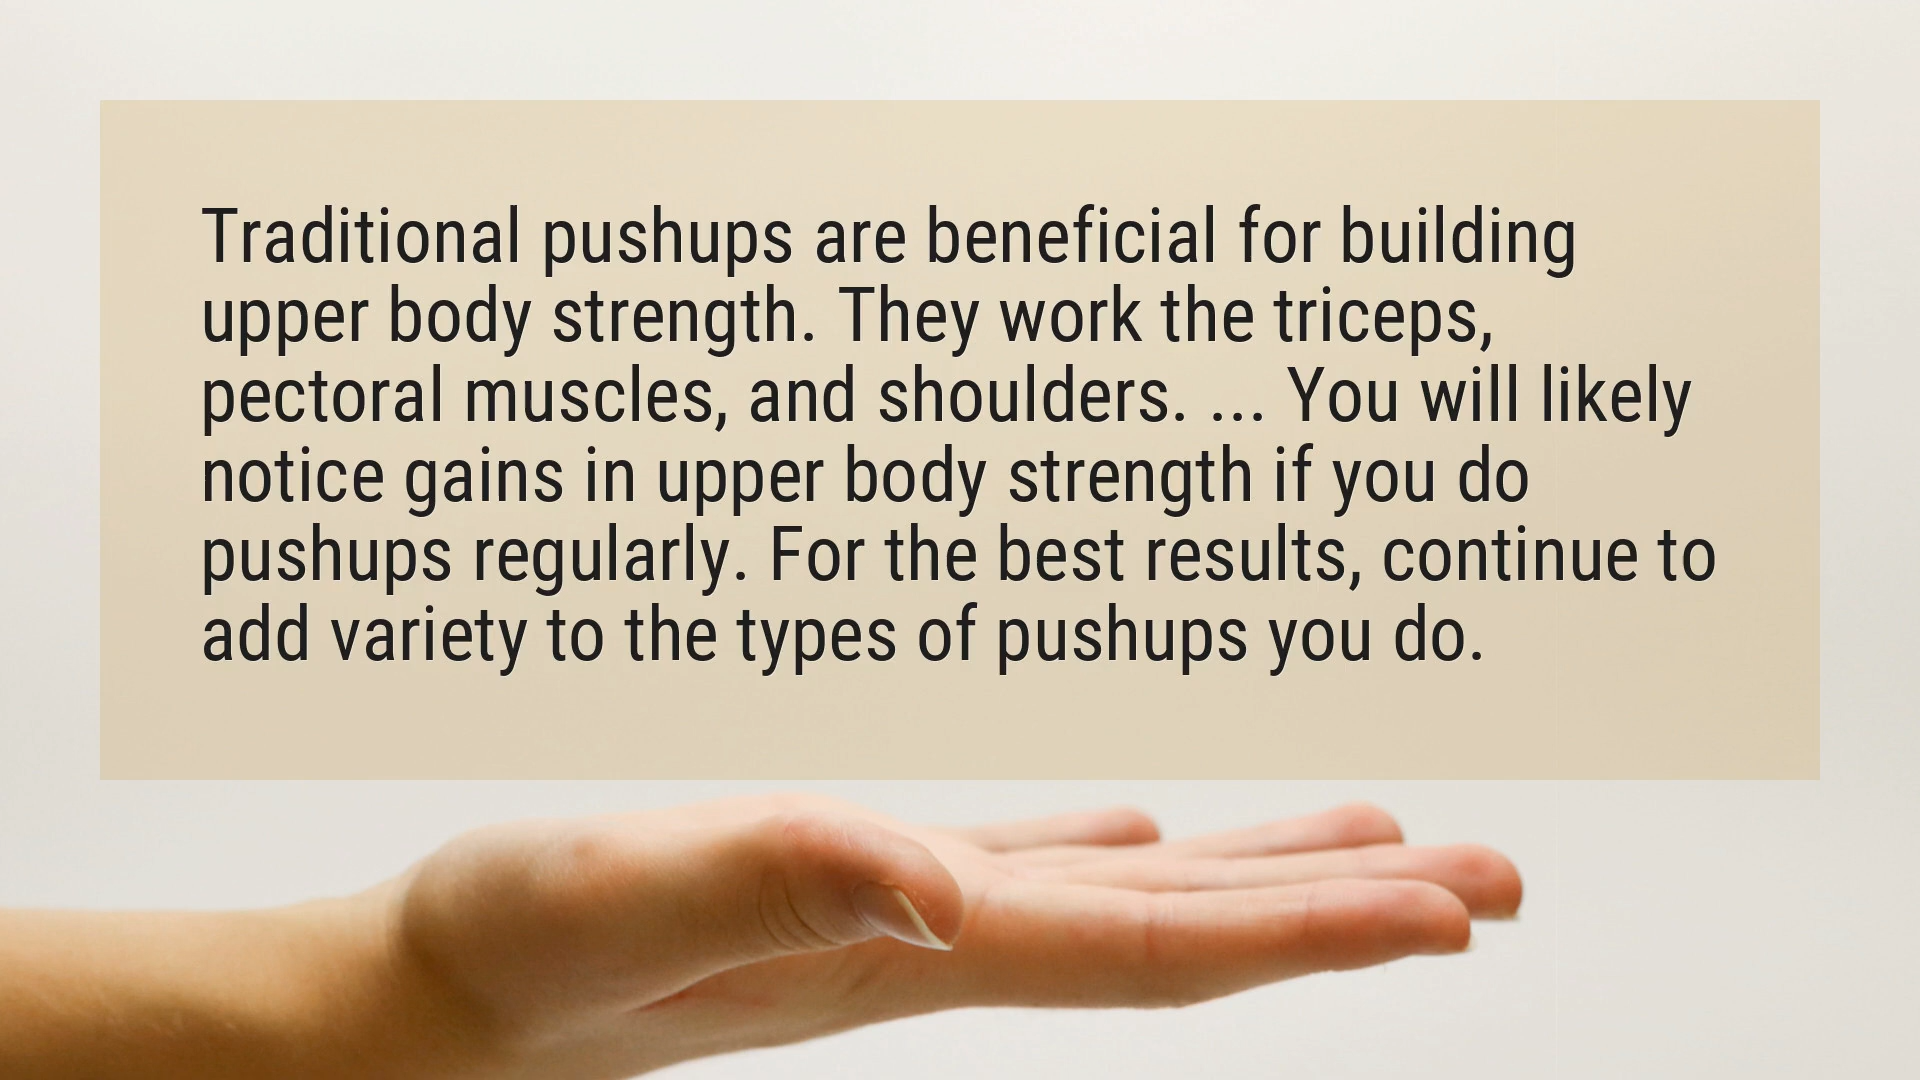 Traditional pushups are beneficial for building
upper body strength. They work the triceps,
pectoral muscles, and shoulders. ... You will likely
notice gains in upper body strength if you do
pushups regularly. For the best results, continue to
add variety to the types of pushups you do.